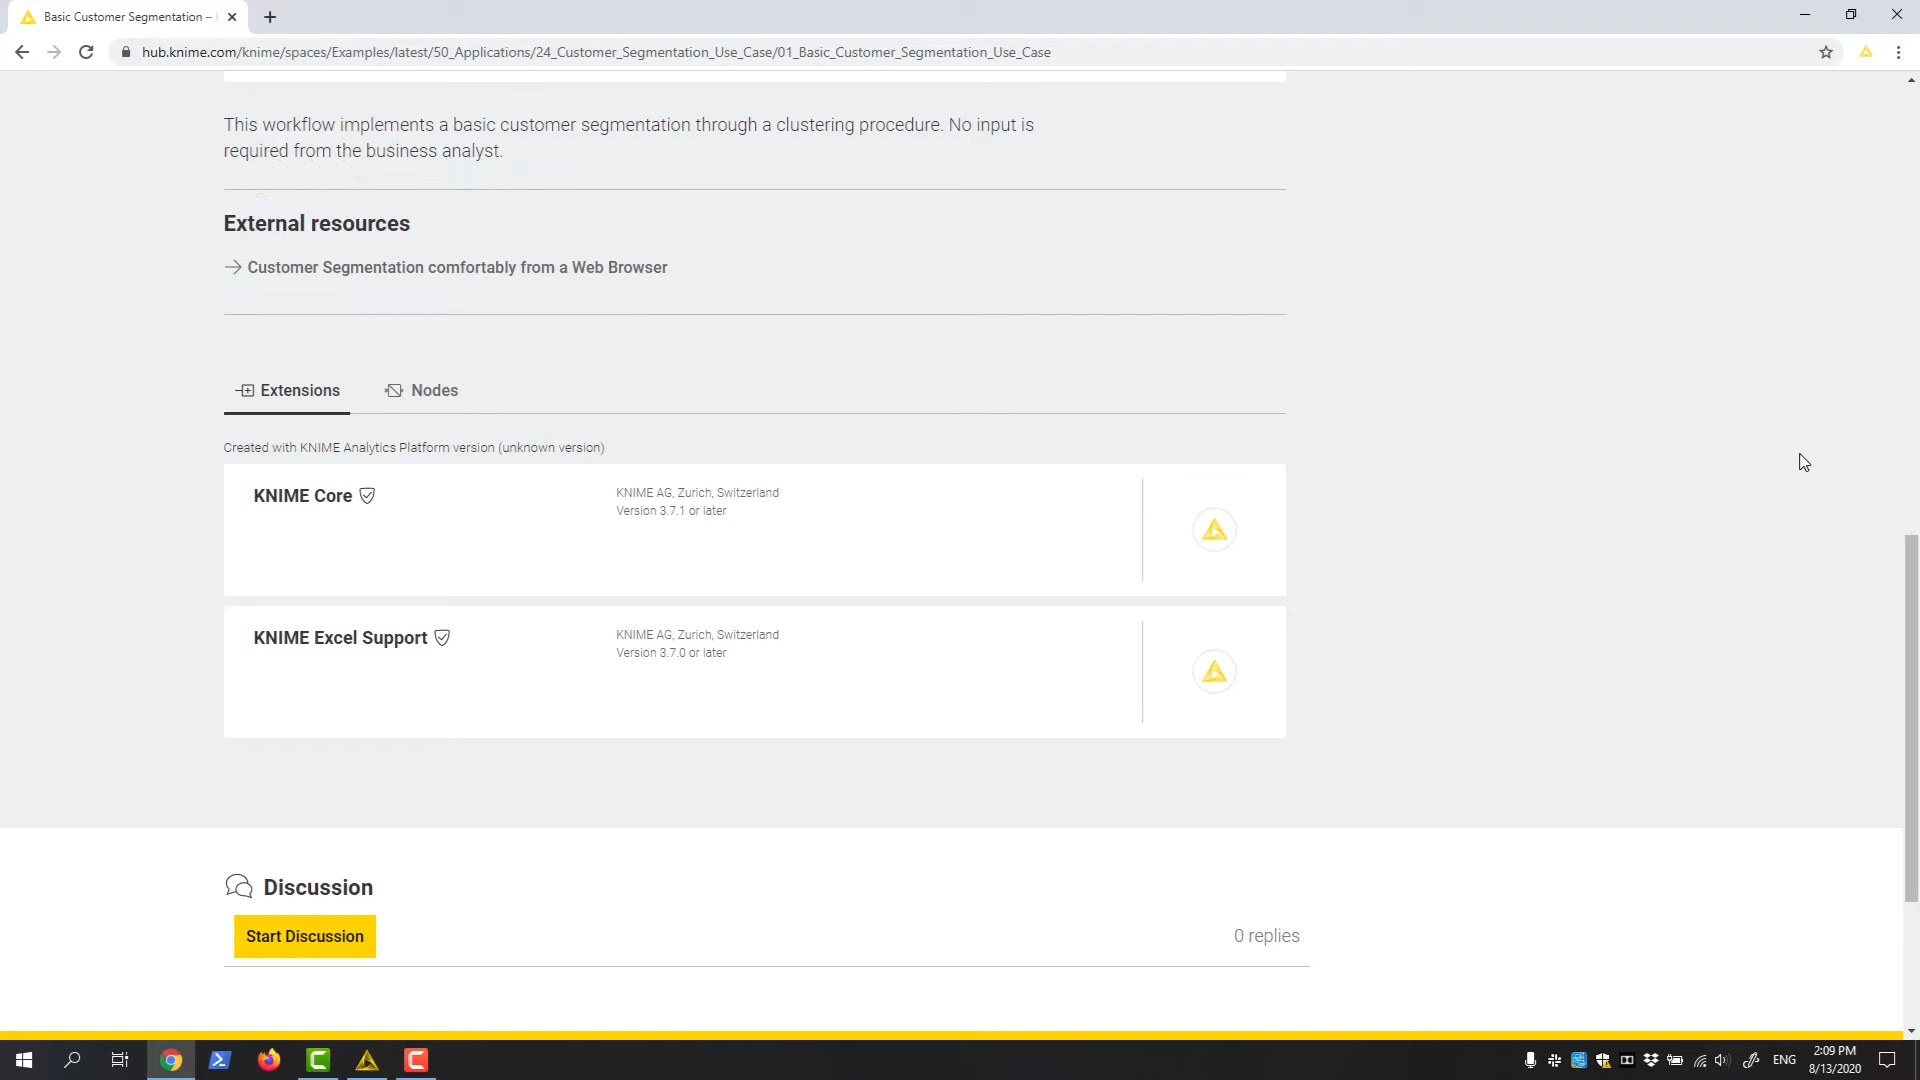 Basic Customer Segmentation –
hub.knime.com/knime/spaces/Examples/latest/50_Applications/24_Customer_Segmentation_Use_Case/01_Basic_Customer_Segmentation_Use_Case
This workflow implements a basic customer segmentation through a clustering procedure. No input is
required from the business analyst.
External resources
Customer Segmentation comfortably from a Web Browser
Extensions
Nodes
Created with KNIME Analytics Platform version (unknown version)
KNIME Core
KNIME AG, Zurich, Switzerland
Version 3.7.1 or later
KNIME Excel Support
KNIME AG, Zurich, Switzerland
Version 3.7.0 or later
Discussion
Start Discussion
0 replies
ENG
2:09 PM
8/13/2020